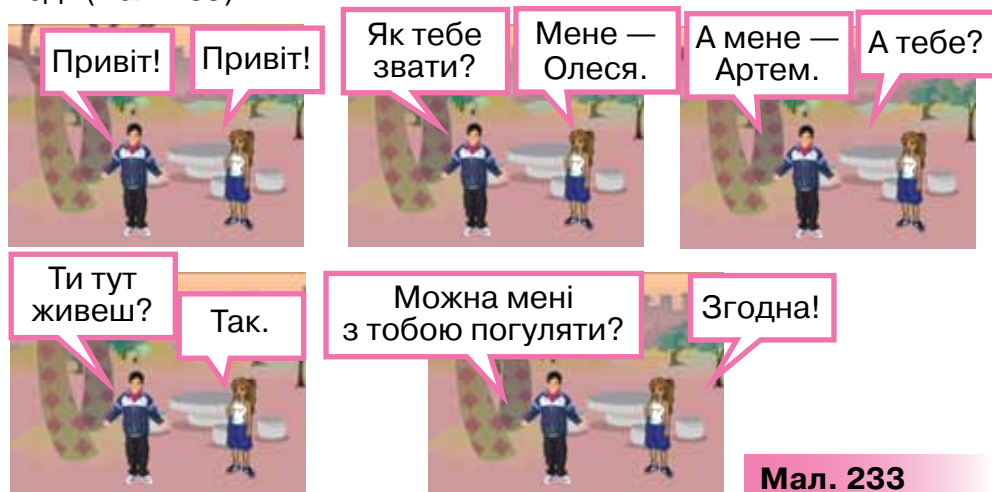 Привіт!
Привіт!
Як тебе
звати?
Мене —
Олеся.
А мене —
Артем.
А тебе?
Ти тут
живеш?
Так.
Можна мені
з тобою погуляти?
Згодна!
Мал. 233